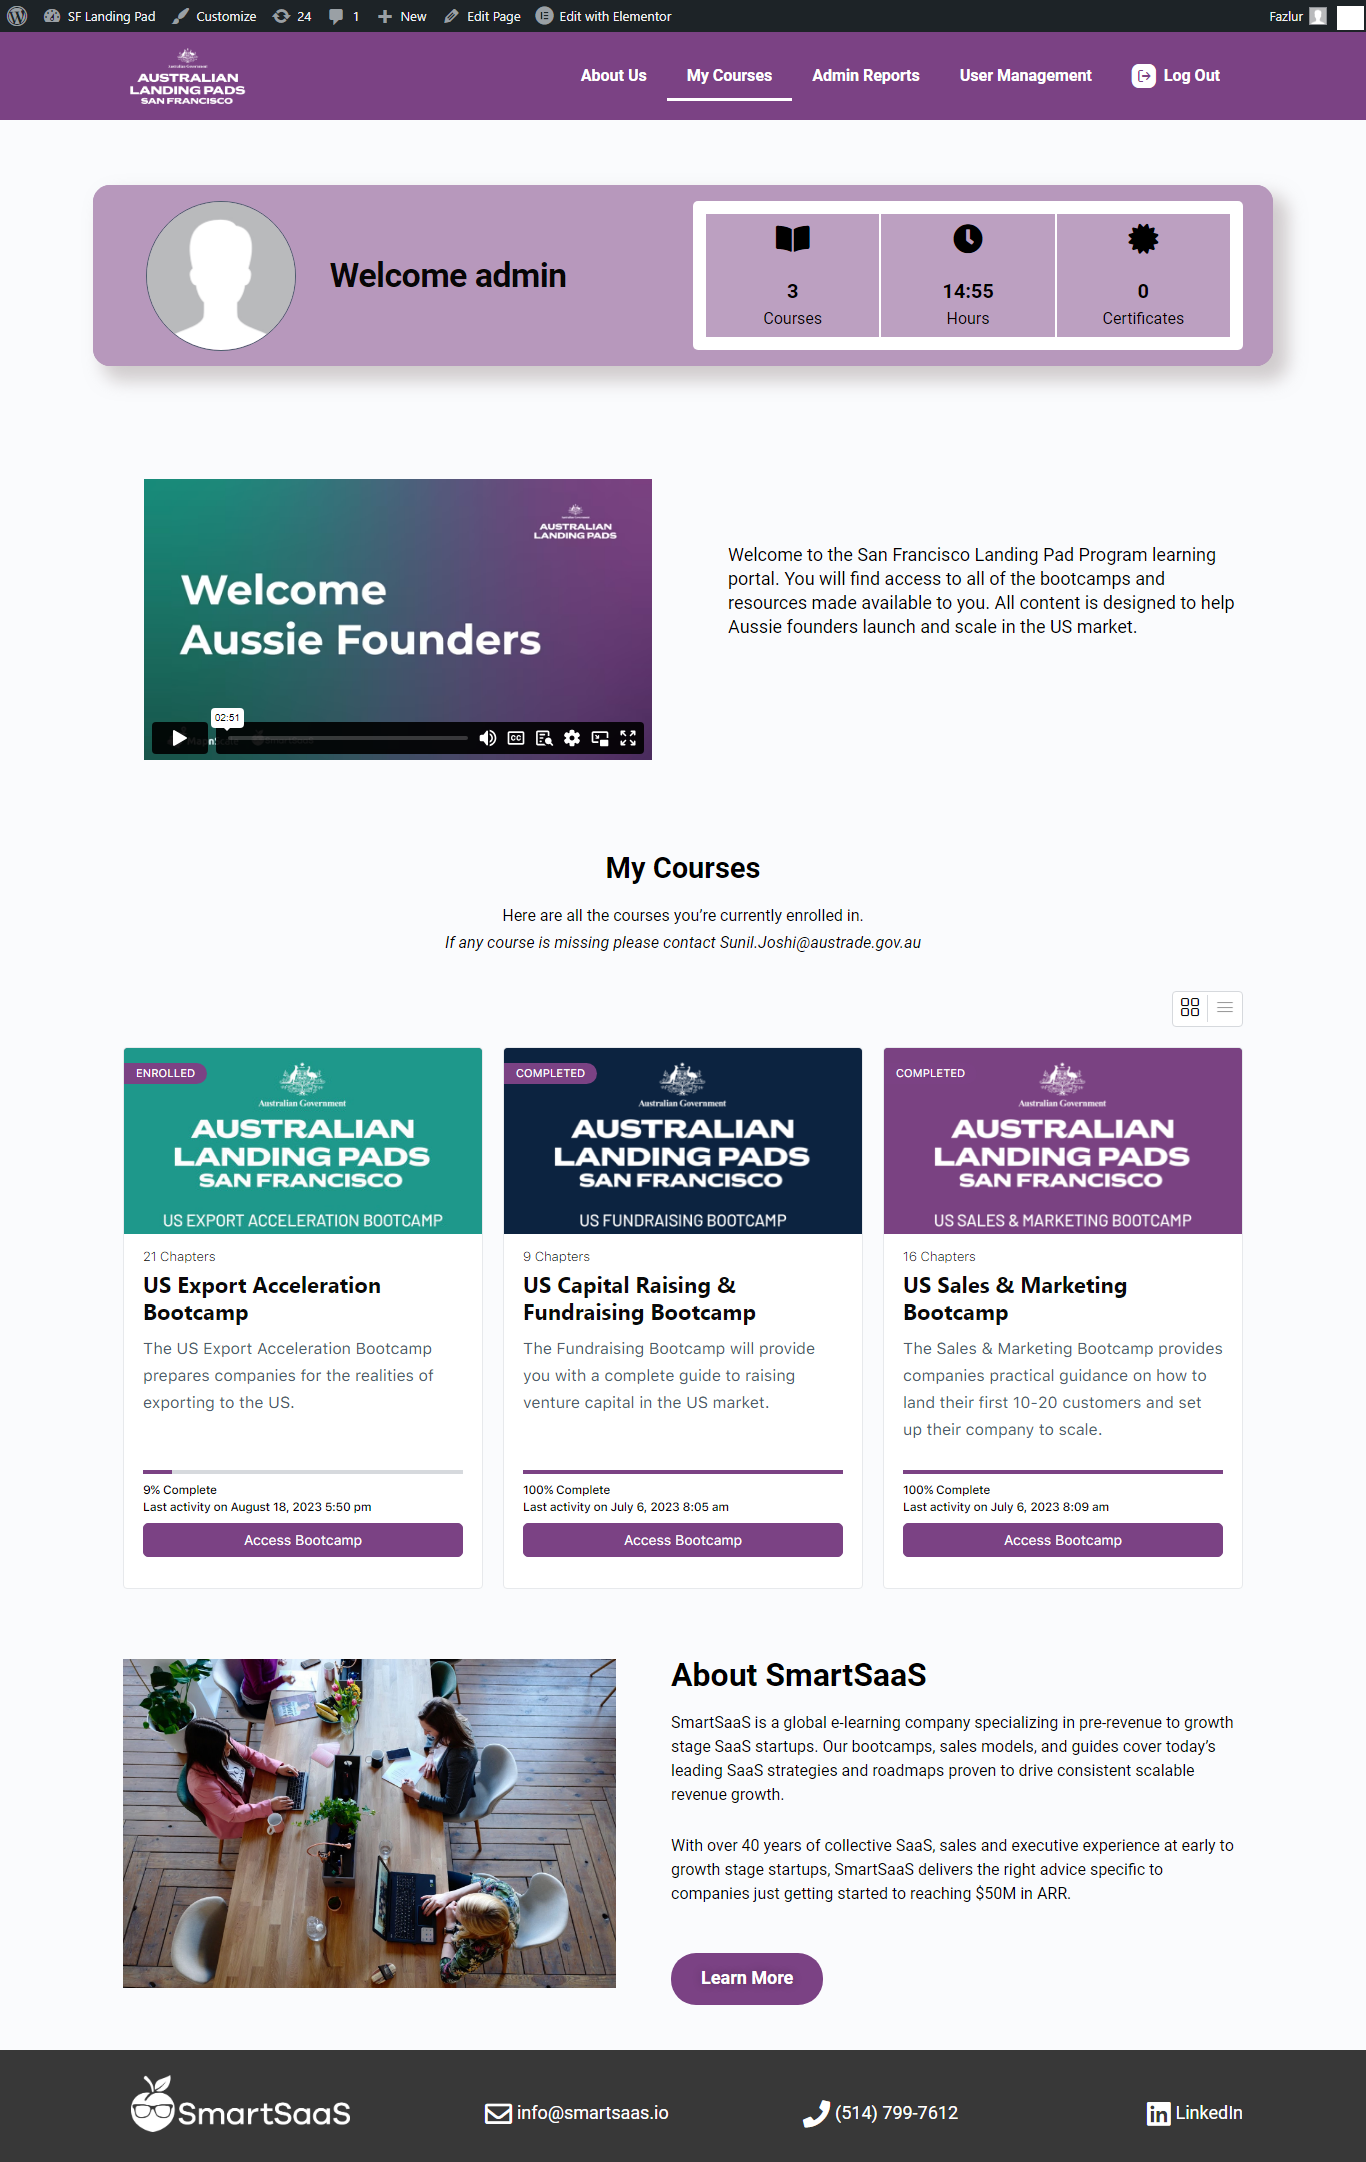 SF Landing Pad Customize 24 1 New Edit Page Edit with Elementor Fazlur
AUSTRALIAN
LANDING PADS
SAN FRANCISCO
About Us My Courses Admin Reports User Management Log Out
Welcome admin
3
Courses
14:55
Hours
0
Certificates
AUSTRALIAN
LANDING PADS
Welcome
Aussie Founders
02:51
CC
Welcome to the San Francisco Landing Pad Program learning
portal. You will find access to all of the bootcamps and
resources made available to you. All content is designed to help
Aussie founders launch and scale in the US market.
My Courses
Here are all the courses you’re currently enrolled in.
If any course is missing please contact Sunil.Joshi@austrade.gov.au
ENROLLED
Australian Government
AUSTRALIAN
LANDING PADS
SAN FRANCISCO
US EXPORT ACCELERATION BOOTCAMP
21 Chapters
US Export Acceleration
Bootcamp
The US Export Acceleration Bootcamp
prepares companies for the realities of
exporting to the US.
9% Complete
Last activity on August 18, 2023 5:50 pm
Access Bootcamp
COMPLETED
Australian Government
AUSTRALIAN
LANDING PADS
SAN FRANCISCO
US FUNDRAISING BOOTCAMP
9 Chapters
US Capital Raising &
Fundraising Bootcamp
The Fundraising Bootcamp will provide
you with a complete guide to raising
venture capital in the US market.
100% Complete
Last activity on July 6, 2023 8:05 am
Access Bootcamp
COMPLETED
Australian Government
AUSTRALIAN
LANDING PADS
SAN FRANCISCO
US SALES & MARKETING BOOTCAMP
16 Chapters
US Sales & Marketing
Bootcamp
The Sales & Marketing Bootcamp provides
companies practical guidance on how to
land their first 10-20 customers and set
up their company to scale.
100% Complete
Last activity on July 6, 2023 8:09 am
Access Bootcamp
About SmartSaaS
SmartSaaS is a global e-learning company specializing in pre-revenue to growth
stage SaaS startups. Our bootcamps, sales models, and guides cover today’s
leading SaaS strategies and roadmaps proven to drive consistent scalable
revenue growth.
With over 40 years of collective SaaS, sales and executive experience at early to
growth stage startups, SmartSaaS delivers the right advice specific to
companies just getting started to reaching $50M in ARR.
Learn More
SmartSaaS info@smartsaas.io (514) 799-7612 LinkedIn